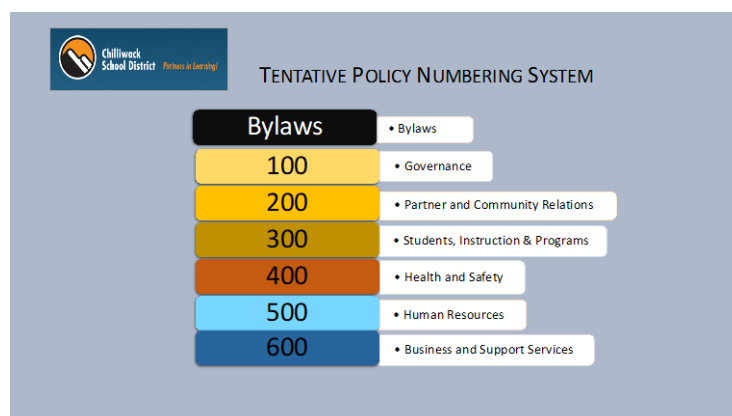 Chilliwack
School District Partners in Learning!
TENTATIVE POLICY NUMBERING SYSTEM
Bylaws • Bylaws
100 • Governance
200 • Partner and Community Relations
300 • Students, Instruction & Programs
400 • Health and Safety
500 • Human Resources
600 • Business and Support Services